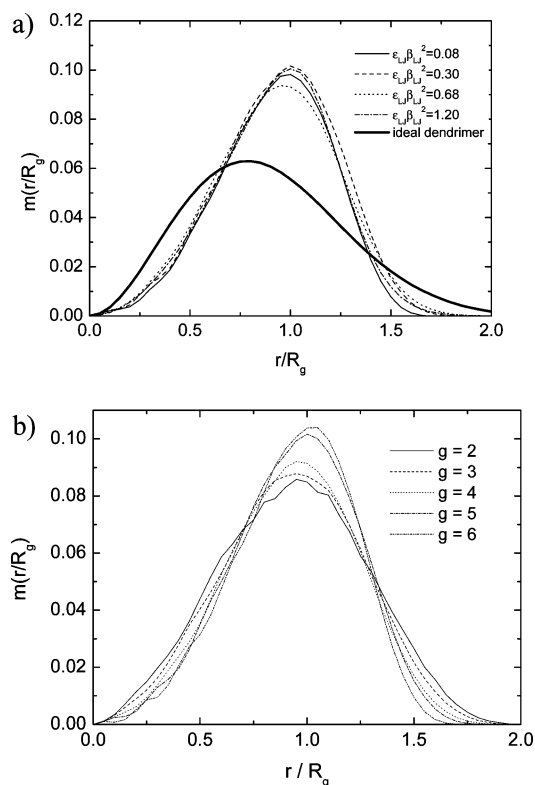 a)
ε_LJ β_LJ^2=0.08
ε_LJ β_LJ^2=0.30
ε_LJ β_LJ^2=0.68
ε_LJ β_LJ^2=1.20
ideal dendrimer
m(r/R_g)
0.12
0.10
0.08
0.06
0.04
0.02
0.00
0.0 0.5 1.0 1.5 2.0
r/R_g
b)
g = 2
g = 3
g = 4
g = 5
g = 6
m(r/R_g)
0.10
0.08
0.06
0.04
0.02
0.00
0.0 0.5 1.0 1.5 2.0
r / R_g